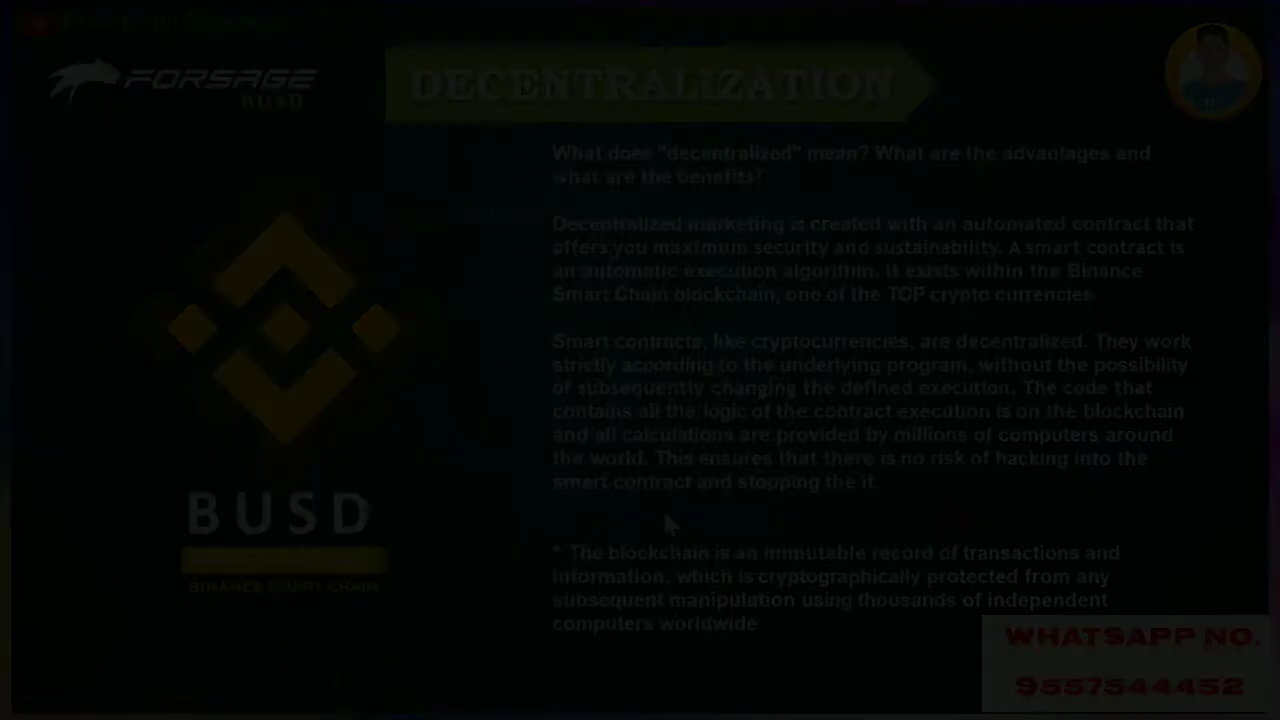 FORSAGE
BUSD
DECENTRALIZATION
What does "decentralized" mean? What are the advantages and
what are the benefits?
Decentralized marketing is created with an automated contract that
offers you maximum security and sustainability. A smart contract is
an automatic execution algorithm. It exists within the Binance
Smart Chain blockchain, one of the TOP crypto currencies
Smart contracts, like cryptocurrencies, are decentralized. They work
strictly according to the underlying program, without the possibility
of subsequently changing the defined execution. The code that
contains all the logic of the contract execution is on the blockchain
and all calculations are provided by millions of computers around
the world. This ensures that there is no risk of hacking into the
smart contract and stopping the it.
* The blockchain is an immutable record of transactions and
information, which is cryptographically protected from any
subsequent manipulation using thousands of independent
computers worldwide
BUSD
BINANCE SMART CHAIN
WHATSAPP NO.
9557544452